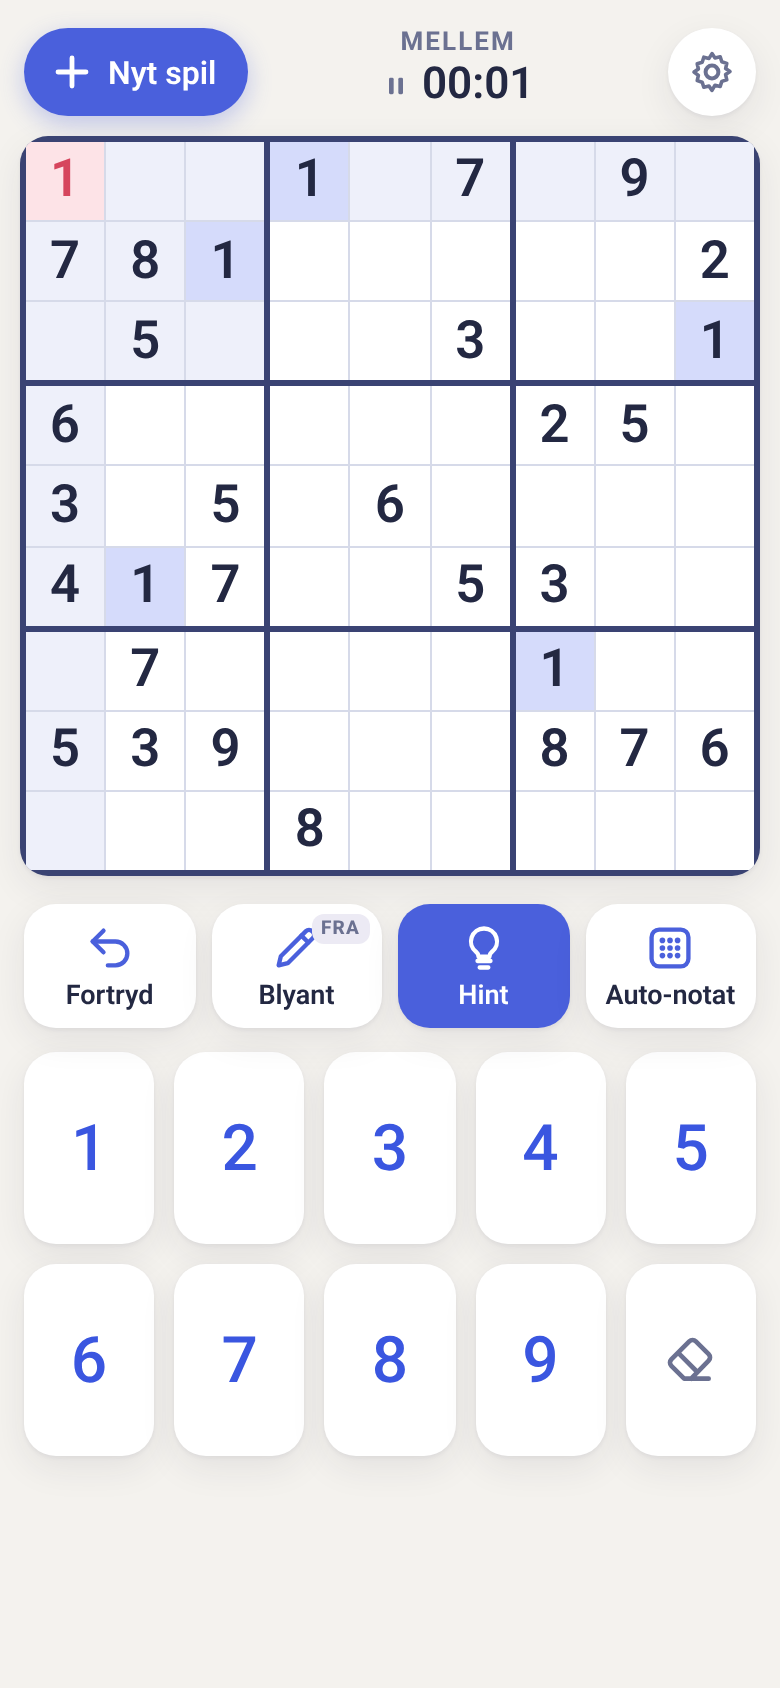 Nyt spil
MELLEM
00:01
1 1 7 9
7 8 1 2
5 3 1
6 2 5
3 5 6
4 1 7 5 3
7 1
5 3 9 8 7 6
8
Fortryd
Blyant
FRA
Hint
Auto-notat
1 2 3 4 5
6 7 8 9